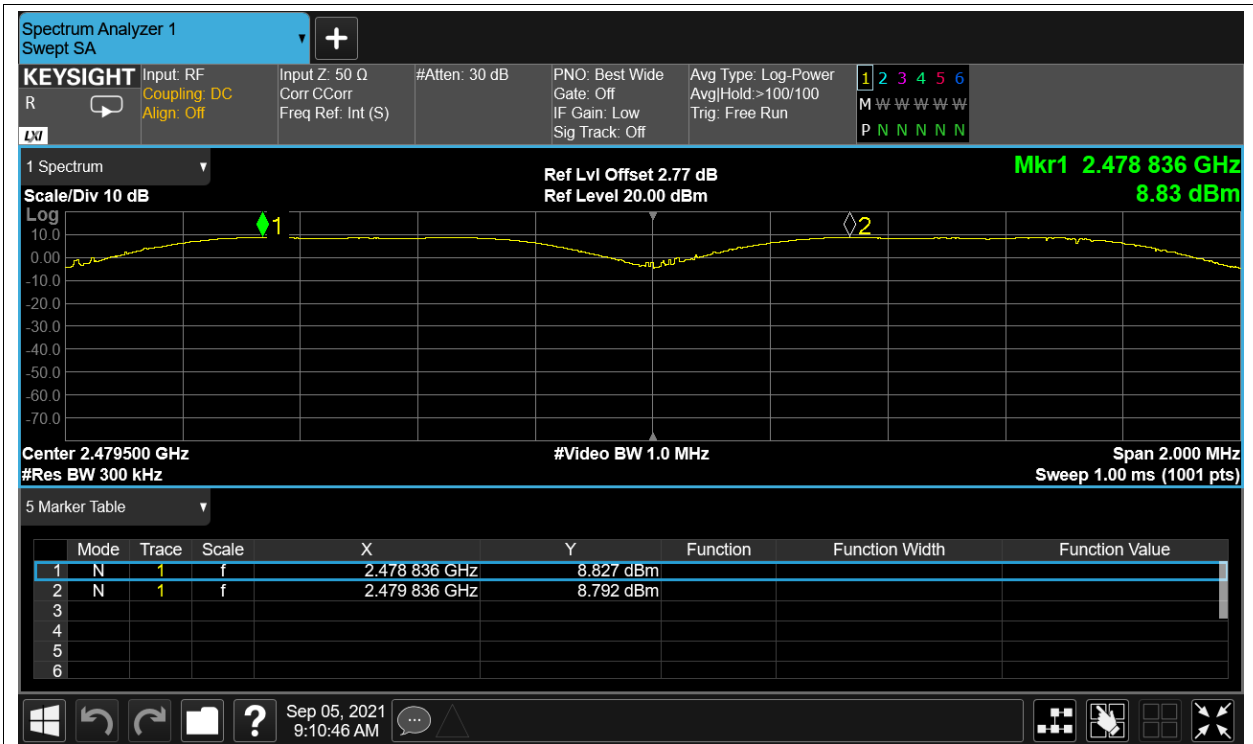 Spectrum Analyzer 1
Swept SA
+
KEYSIGHT Input: RF Input Z: 50 Ω #Atten: 30 dB PNO: Best Wide Avg Type: Log-Power 1 2 3 4 5 6
R Coupling: DC Corr CCorr Gate: Off Avg|Hold:>100/100 M W W W W W
Align: Off Freq Ref: Int (S) IF Gain: Low Trig: Free Run
LXI Sig Track: Off P N N N N N
1 Spectrum Ref Lvl Offset 2.77 dB Mkr1 2.478 836 GHz
Scale/Div 10 dB Ref Level 20.00 dBm 8.83 dBm
Log
1 2
10.0
0.00
-10.0
-20.0
-30.0
-40.0
-50.0
-60.0
-70.0
Center 2.479500 GHz #Video BW 1.0 MHz Span 2.000 MHz
#Res BW 300 kHz Sweep 1.00 ms (1001 pts)
5 Marker Table
Mode Trace Scale X Y Function Function Width Function Value
1 N 1 f 2.478 836 GHz 8.827 dBm
2 N 1 f 2.479 836 GHz 8.792 dBm
3
4
5
6
? Sep 05, 2021
9:10:46 AM